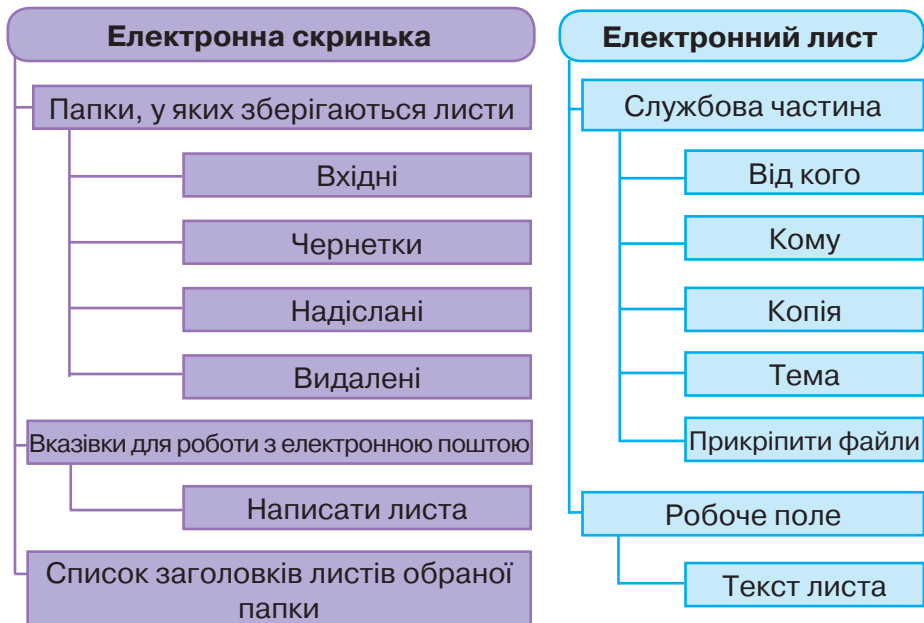 Електронна скринька
Папки, у яких зберігаються листи
Вхідні
Чернетки
Надіслані
Видалені
Вказівки для роботи з електронною поштою
Написати листа
Список заголовків листів обраної
папки
Електронний лист
Службова частина
Від кого
Кому
Копія
Тема
Прикріпити файли
Робоче поле
Текст листа